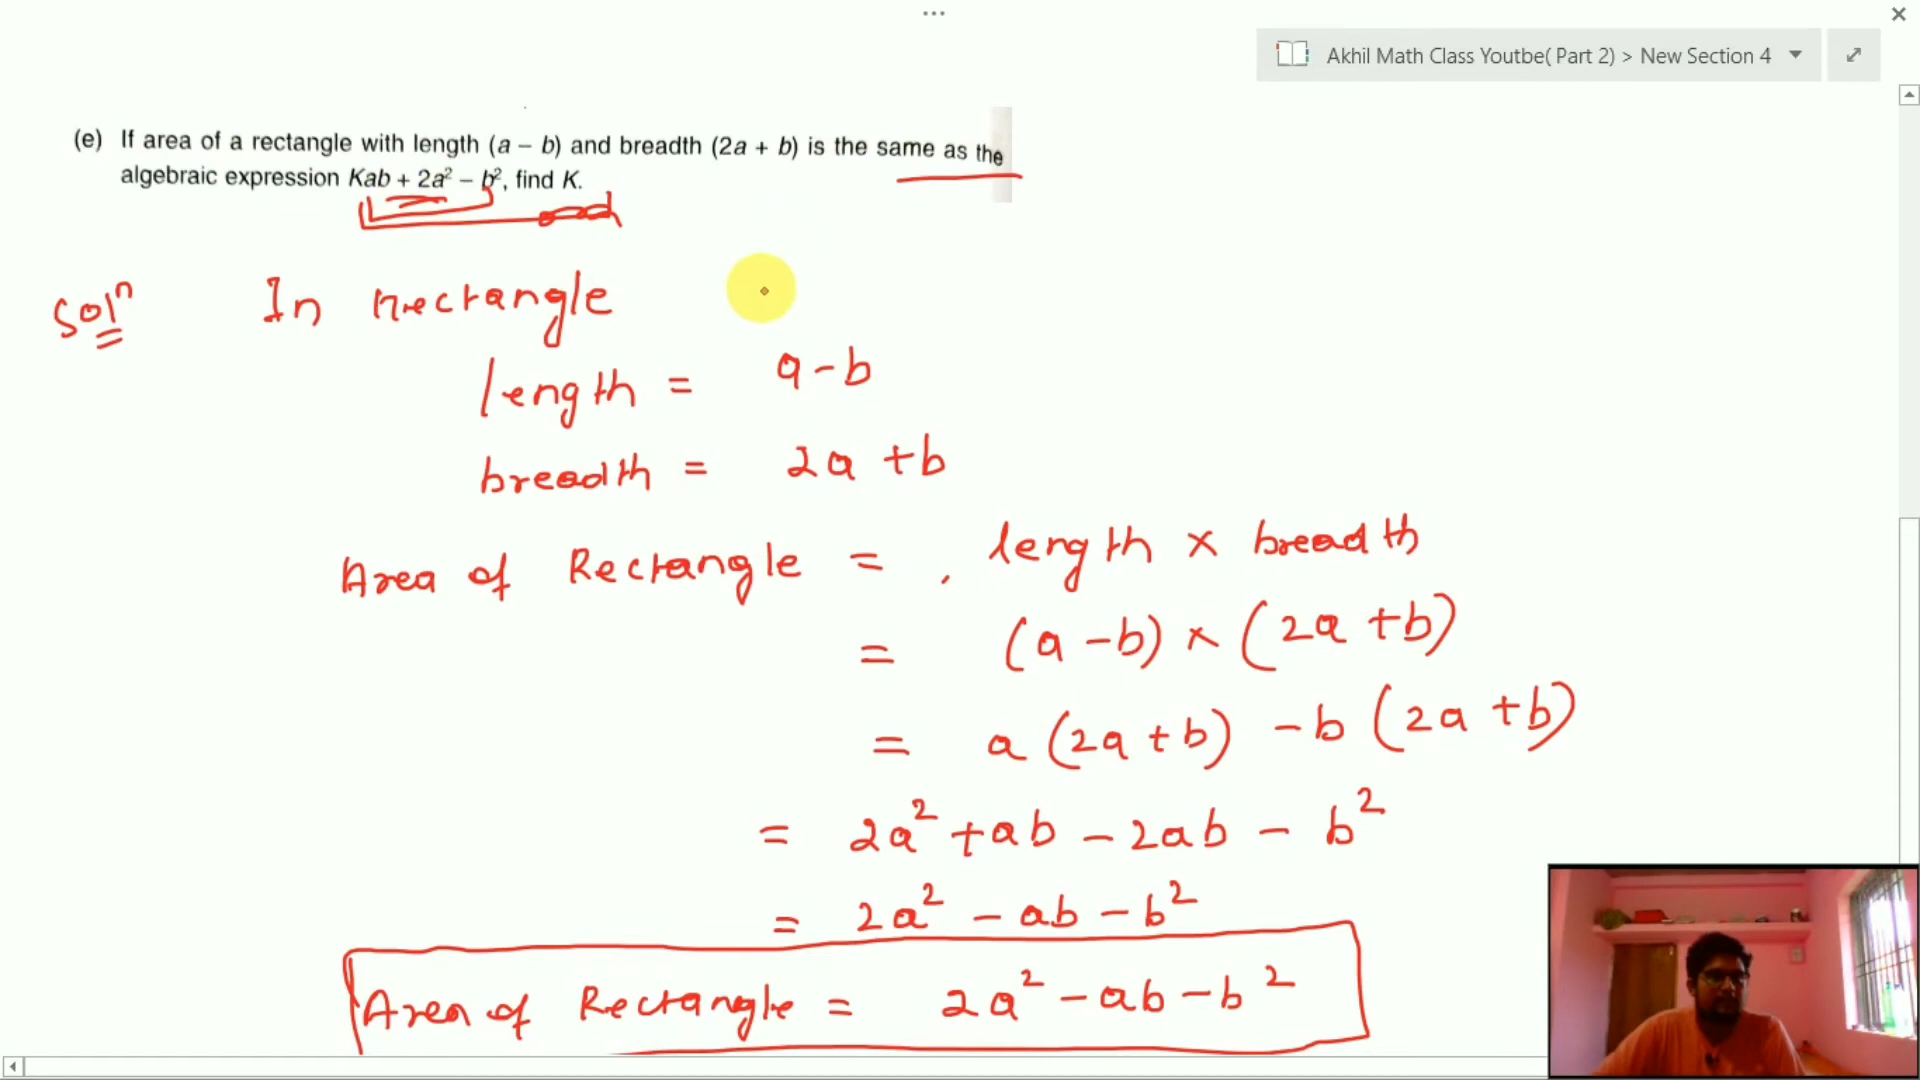 Akhil Math Class Youtbe( Part 2) > New Section 4
(e) If area of a rectangle with length (a – b) and breadth (2a + b) is the same as the
algebraic expression Kab + 2a² – b², find K.
Solⁿ In Rectangle
length = a-b
breadth = 2a +b
Area of Rectangle = length × breadth
= (a -b) × (2a +b)
= a (2a+b) -b (2a +b)
= 2a² +ab - 2ab - b²
= 2a² - ab - b²
Area of Rectangle = 2a² - ab - b²